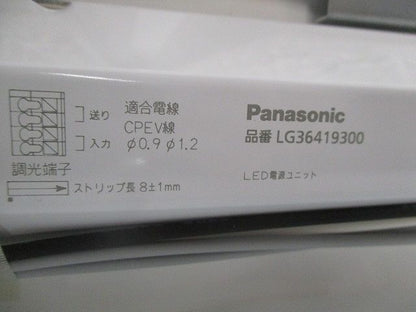 送り
入力
適合電線
CPEV線
φ0.9 φ1.2
調光端子
ストリップ長 8±1mm
Panasonic
品番 LG36419300
LED電源ユニット